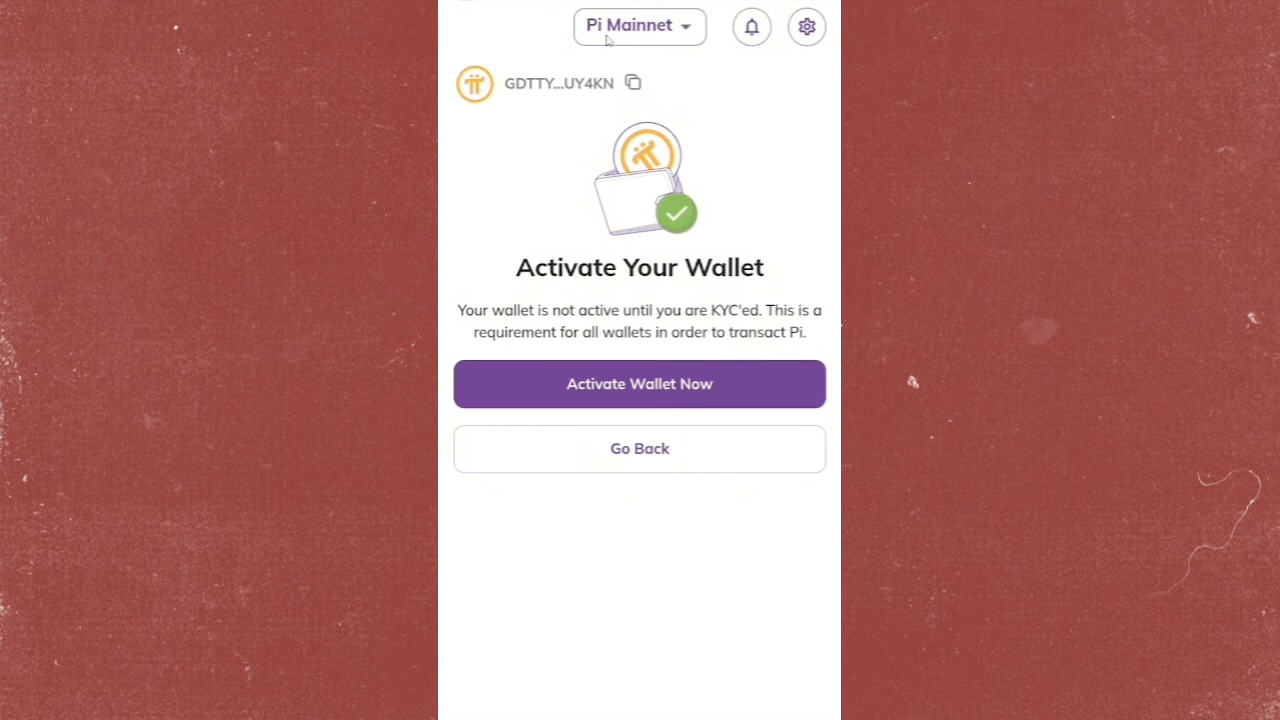 Pi Mainnet
GDTTY...UY4KN
Activate Your Wallet
Your wallet is not active until you are KYC'ed. This is a
requirement for all wallets in order to transact Pi.
Activate Wallet Now
Go Back